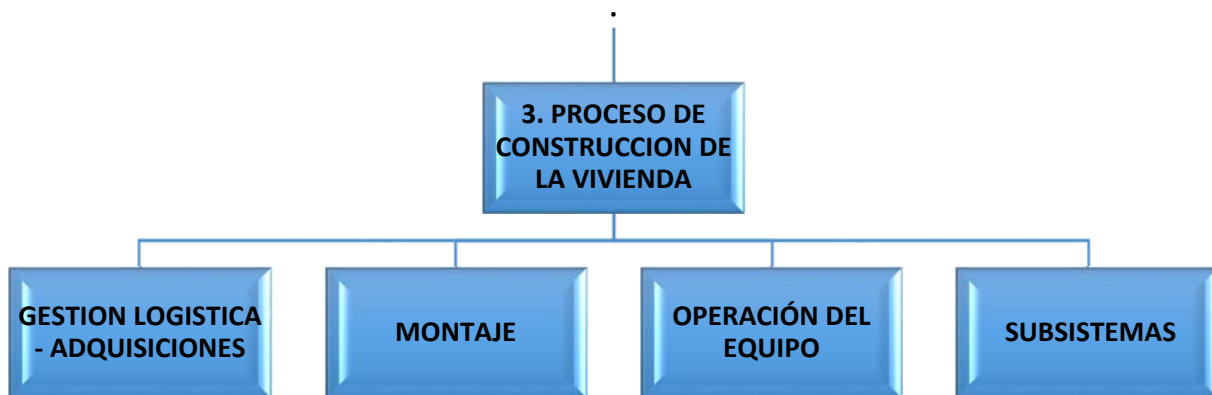 .
3. PROCESO DE
CONSTRUCCION DE
LA VIVIENDA
GESTION LOGISTICA
- ADQUISICIONES
MONTAJE
OPERACIÓN DEL
EQUIPO
SUBSISTEMAS